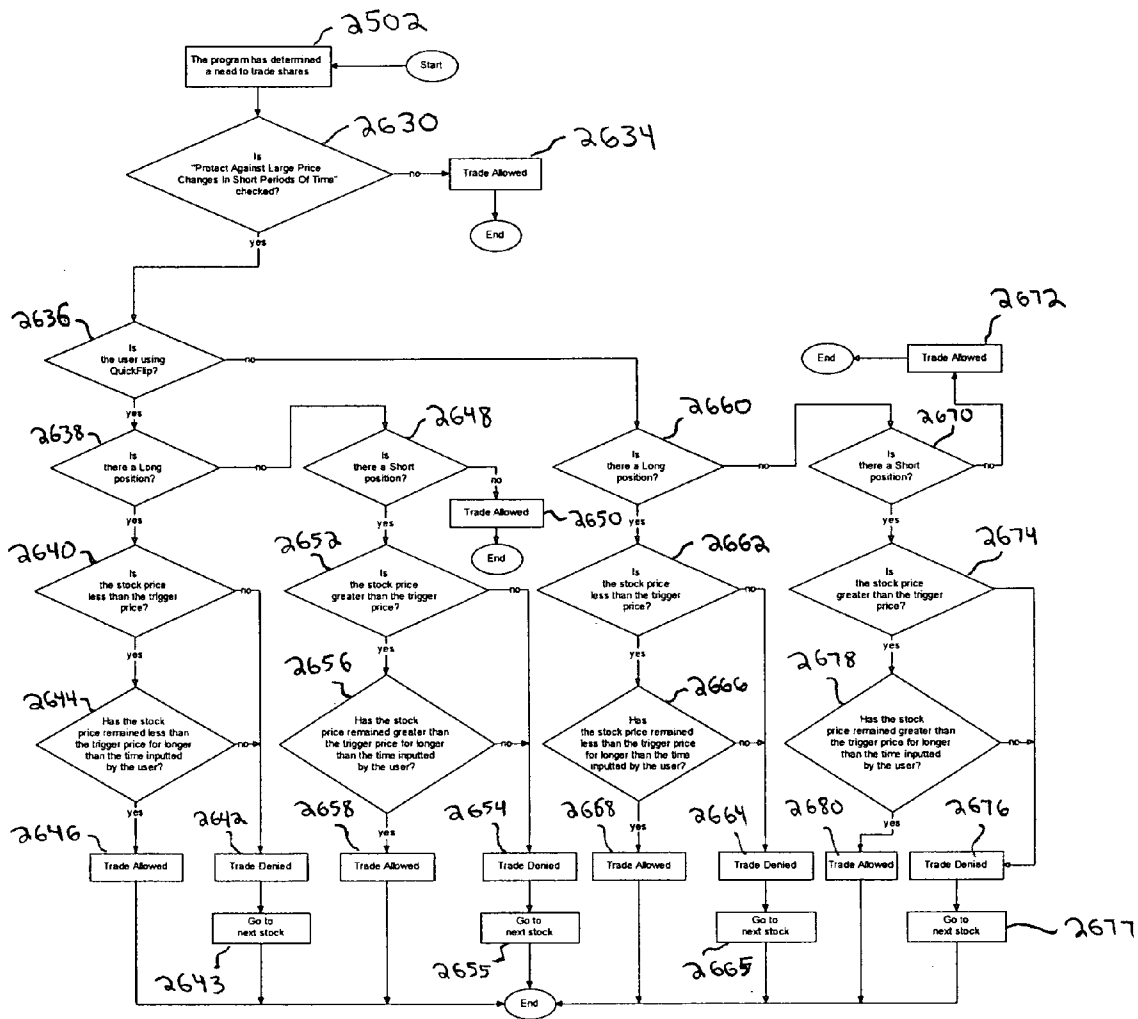 2502
The program has determined
a need to trade shares
Start
2630
Is
"Protect Against Large Price
Changes In Short Periods Of Time"
checked?
no
2634
Trade Allowed
End
yes
2636
Is
the user using
QuickFlip?
no
2672
Trade Allowed
End
yes
2638
Is
there a Long
position?
no
2648
Is
there a Short
position?
no
2660
Is
there a Long
position?
no
2670
Is
there a Short
position?
no
Trade Allowed
2650
End
yes
yes
yes
yes
2640
Is
the stock price
less than the trigger
price?
no
2652
Is
the stock price
greater than the trigger
price?
no
2662
Is
the stock price
less than the trigger
price?
no
2674
Is
the stock price
greater than the trigger
price?
no
yes
yes
yes
yes
2644
Has the stock
price remained less than
the trigger price for longer
than the time inputted
by the user?
no
2656
Has the stock
price remained greater than
the trigger price for longer
than the time inputted
by the user?
no
2666
Has
the stock price remained
less than the trigger price
for longer than the time
inputted by the user?
no
2678
Has the stock
price remained greater than
the trigger price for longer
than the time inputted
by the user?
no
yes
yes
yes
yes
2646
Trade Allowed
2642
Trade Denied
2658
Trade Allowed
2654
Trade Denied
2668
Trade Allowed
2664
Trade Denied
2680
Trade Allowed
2676
Trade Denied
no
Go to
next stock
2643
Go to
next stock
2655
Go to
next stock
2665
Go to
next stock
2677
End